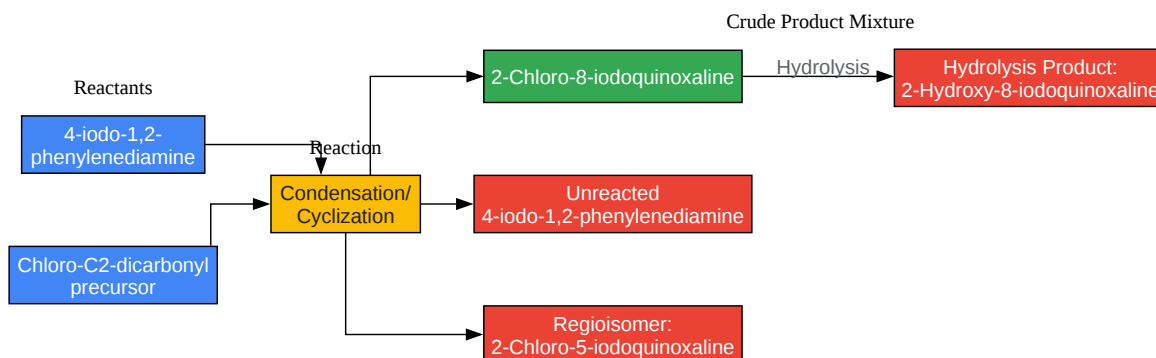 Crude Product Mixture
Reactants
4-iodo-1,2-
phenylenediamine
Chloro-C2-dicarbonyl
precursor
Reaction
Condensation/
Cyclization
2-Chloro-8-iodoquinoxaline
Hydrolysis
Hydrolysis Product:
2-Hydroxy-8-iodoquinoxaline
Unreacted
4-iodo-1,2-phenylenediamine
Regioisomer:
2-Chloro-5-iodoquinoxaline